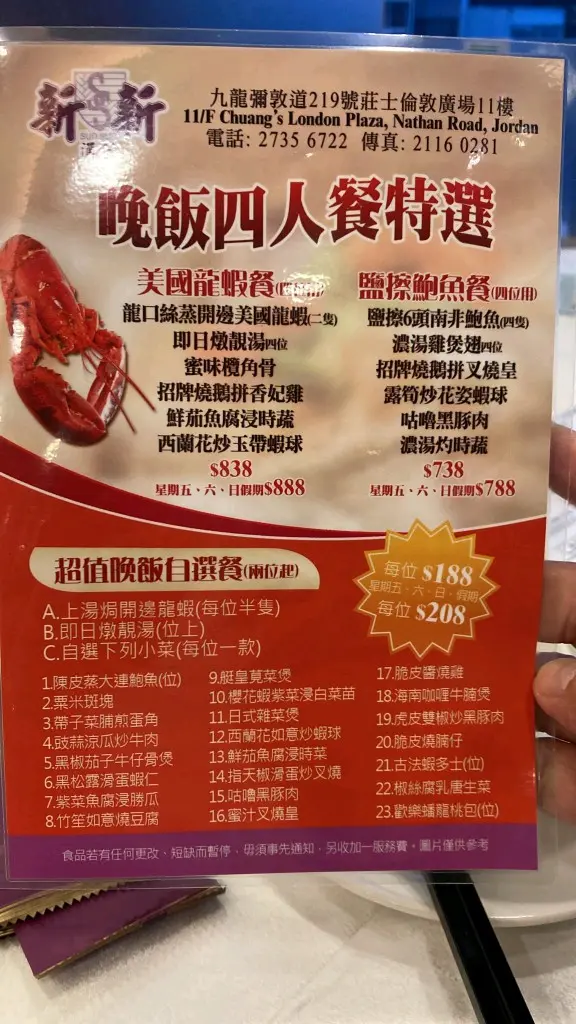 新 新
九龍彌敦道219號莊士倫敦廣場11樓
11/F Chuang's London Plaza, Nathan Road, Jordan
電話: 2735 6722 傳真: 2116 0281
晚飯四人餐特選
美國龍蝦餐
龍口絲蒸開邊美國龍蝦(二隻)
即日燉靚湯四位
蜜味欖角骨
招牌燒鵝拼香妃雞
鮮茄魚腐浸時蔬
西蘭花炒玉帶蝦球
$838
星期五、六、日假期$888
鹽擦鮑魚餐(四位用)
鹽擦6頭南非鮑魚(四隻)
濃湯雞煲翅四位
招牌燒鵝拼叉燒皇
露筍炒花姿蝦球
咕嚕黑豚肉
濃湯灼時蔬
$738
星期五、六、日假期$788
超值晚飯自選餐(兩位起)
每位 $188
星期五、六、日、假期
每位 $208
A.上湯焗開邊龍蝦(每位半隻)
B.即日燉靚湯(位上)
C.自選下列小菜(每位一款)
1.陳皮蒸大連鮑魚(位)
2.粟米斑塊
3.帶子菜脯煎蛋角
4.豉蒜涼瓜炒牛肉
5.黑椒茄子牛仔骨煲
6.黑松露滑蛋蝦仁
7.紫菜魚腐浸勝瓜
8.竹笙如意燒豆腐
9.艇皇莧菜煲
10.櫻花蝦紫菜浸白菜苗
11.日式雜菜煲
12.西蘭花如意炒蝦球
13.鮮茄魚腐浸時菜
14.指天椒滑蛋炒叉燒
15.咕嚕黑豚肉
16.蜜汁叉燒皇
17.脆皮醬燒雞
18.海南咖喱牛腩煲
19.虎皮雙椒炒黑豚肉
20.脆皮燒腩仔
21.古法蝦多士(位)
22.椒絲腐乳唐生菜
23.歡樂蟠龍桃包(位)
食品若有任何更改、短缺而暫停，毋須事先通知，另收加一服務費。圖片僅供參考